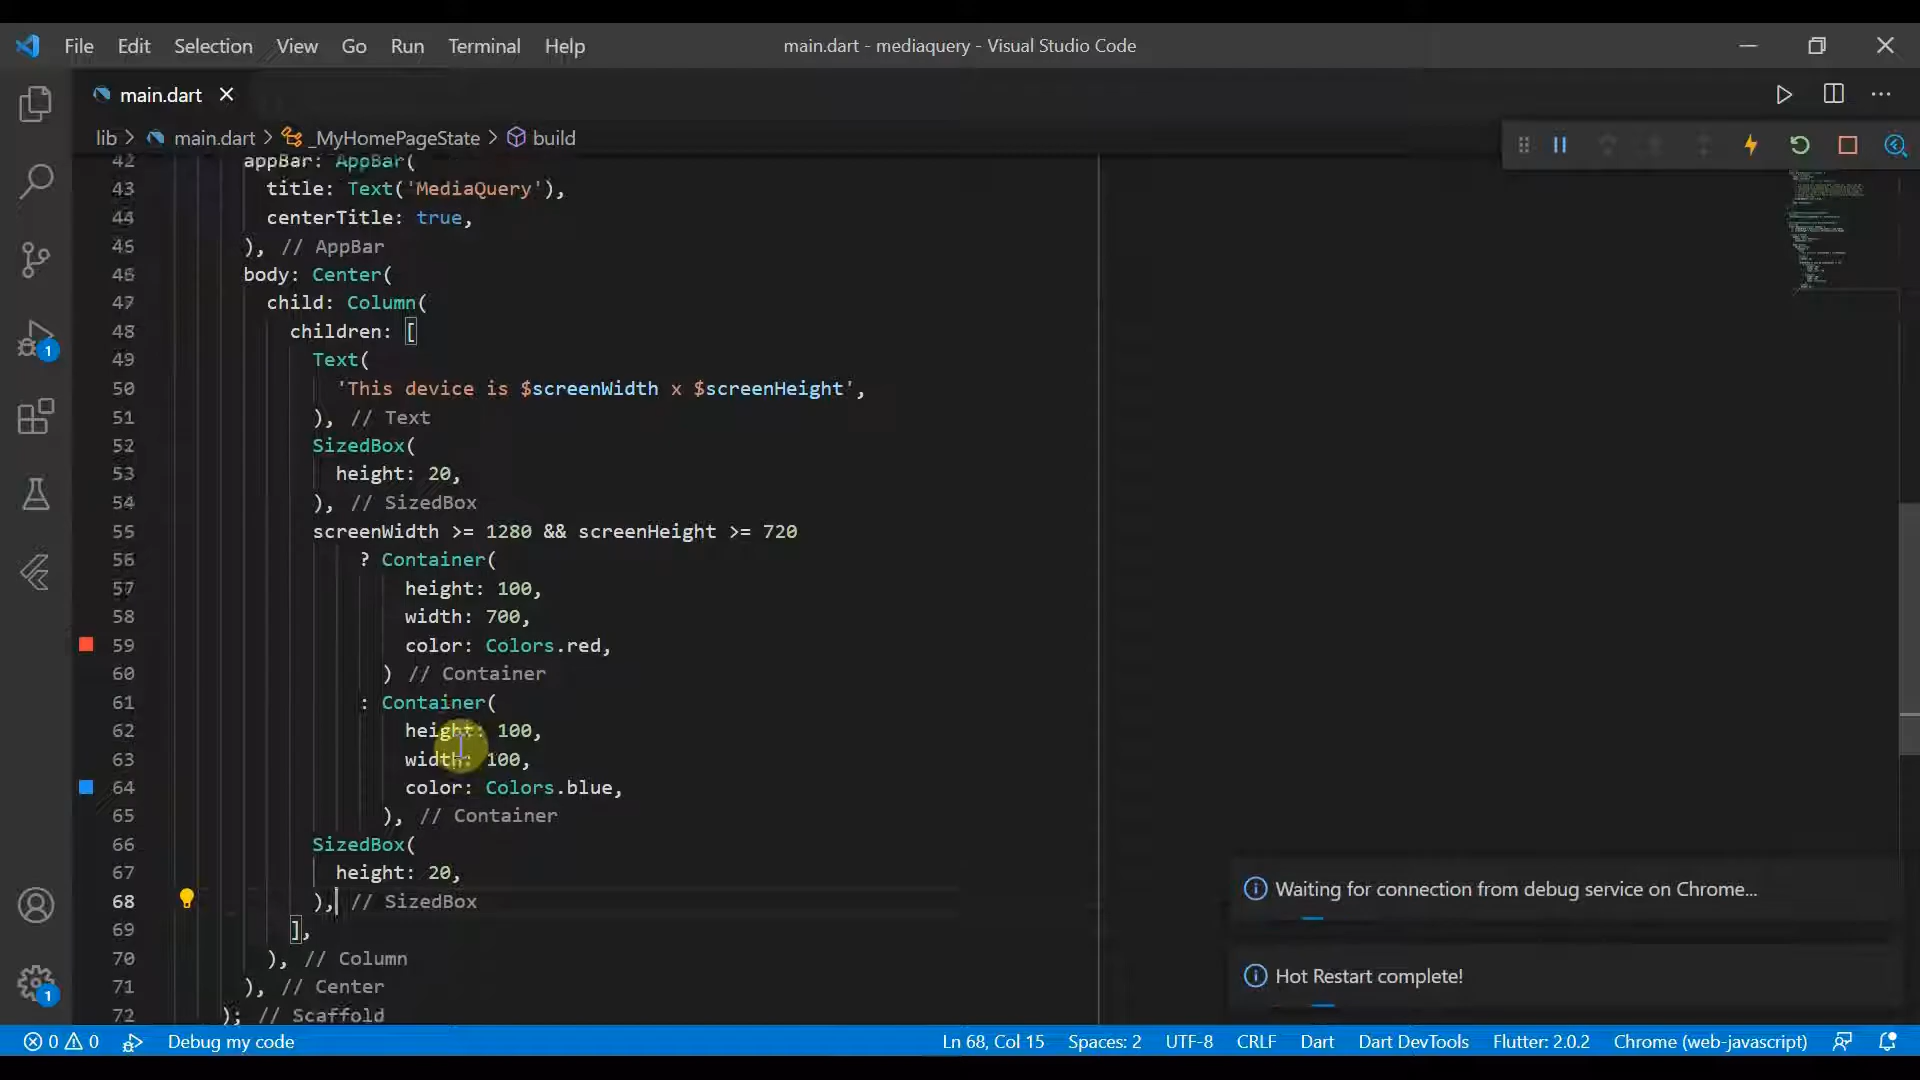 File Edit Selection View Go Run Terminal Help
main.dart - mediaquery - Visual Studio Code
main.dart
lib > main.dart > _MyHomePageState > build
42 appBar: AppBar(
43 title: Text('MediaQuery'),
44 centerTitle: true,
46 ), // AppBar
46 body: Center(
47 child: Column(
48 children: [
49 Text(
50 'This device is $screenWidth x $screenHeight',
51 ), // Text
52 SizedBox(
53 height: 20,
54 ), // SizedBox
55 screenWidth >= 1280 && screenHeight >= 720
56 ? Container(
57 height: 100,
58 width: 700,
59 color: Colors.red,
60 ) // Container
61 : Container(
62 height: 100,
63 width: 100,
64 color: Colors.blue,
65 ), // Container
66 SizedBox(
67 height: 20,
68 ), // SizedBox
69 ],
70 ), // Column
71 ), // Center
72 ); // Scaffold
1
1
Waiting for connection from debug service on Chrome...
Hot Restart complete!
0 0 Debug my code
Ln 68, Col 15 Spaces: 2 UTF-8 CRLF Dart Dart DevTools Flutter: 2.0.2 Chrome (web-javascript)